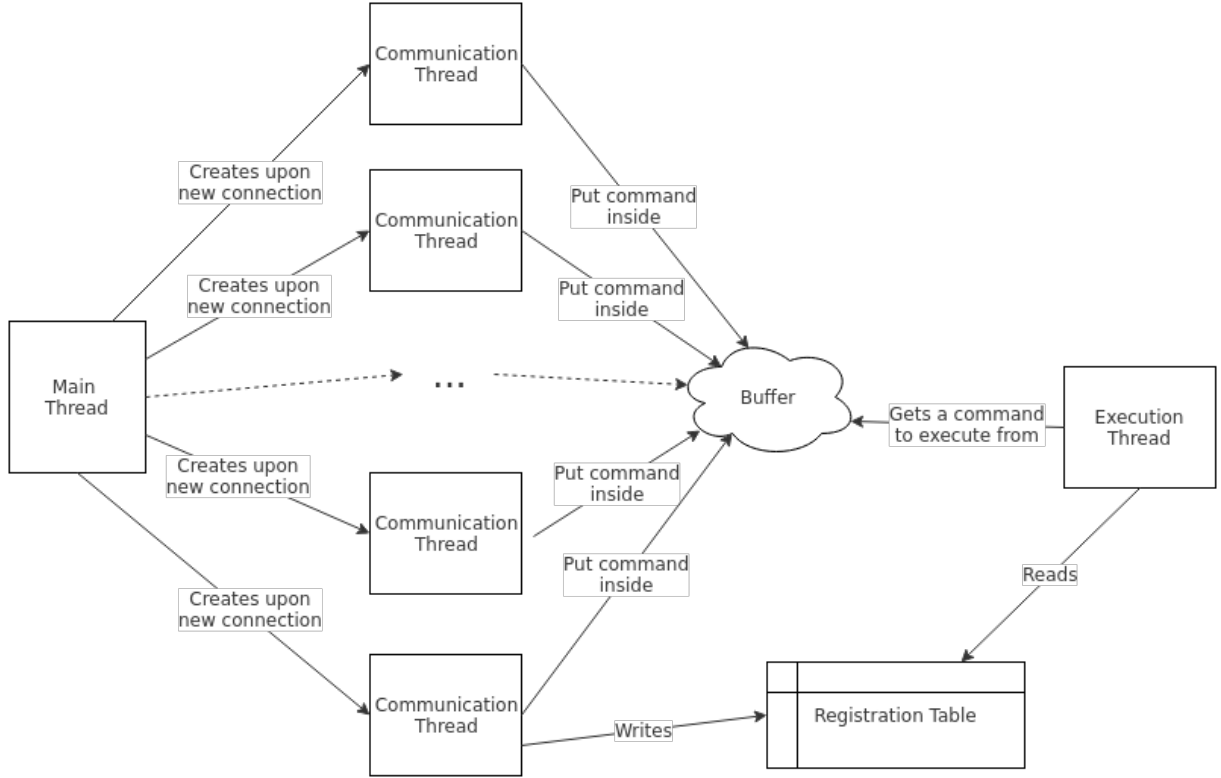 Communication
Thread
Creates upon
new connection
Put command
inside
Communication
Thread
Creates upon
new connection
Put command
inside
Main
Thread
...
Buffer
Gets a command
to execute from
Execution
Thread
Creates upon
new connection
Put command
inside
Communication
Thread
Put command
inside
Reads
Creates upon
new connection
Communication
Thread
Writes
Registration Table